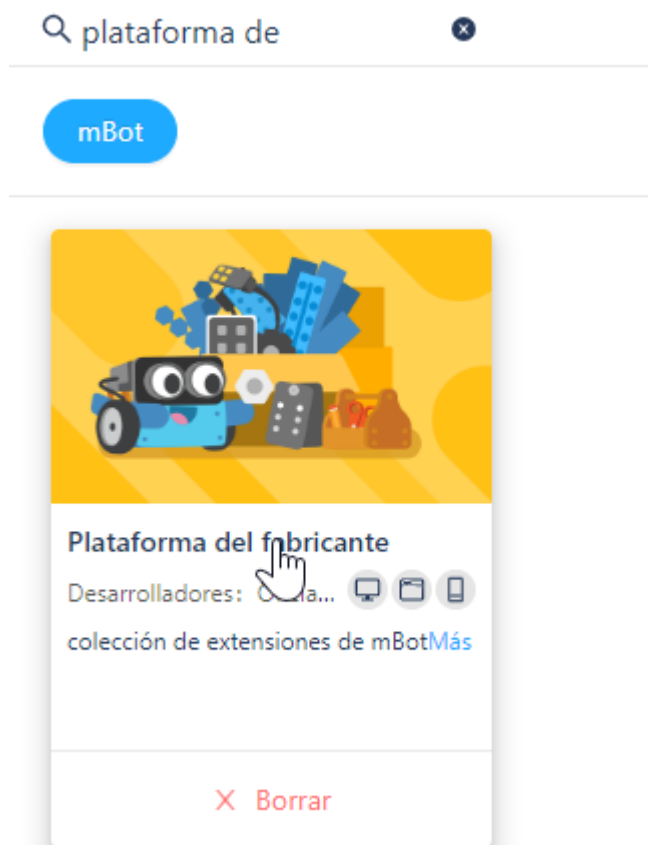 plataforma de
mBot
Plataforma del fabricante
Desarrolladores:
colección de extensiones de mBotMás
Borrar